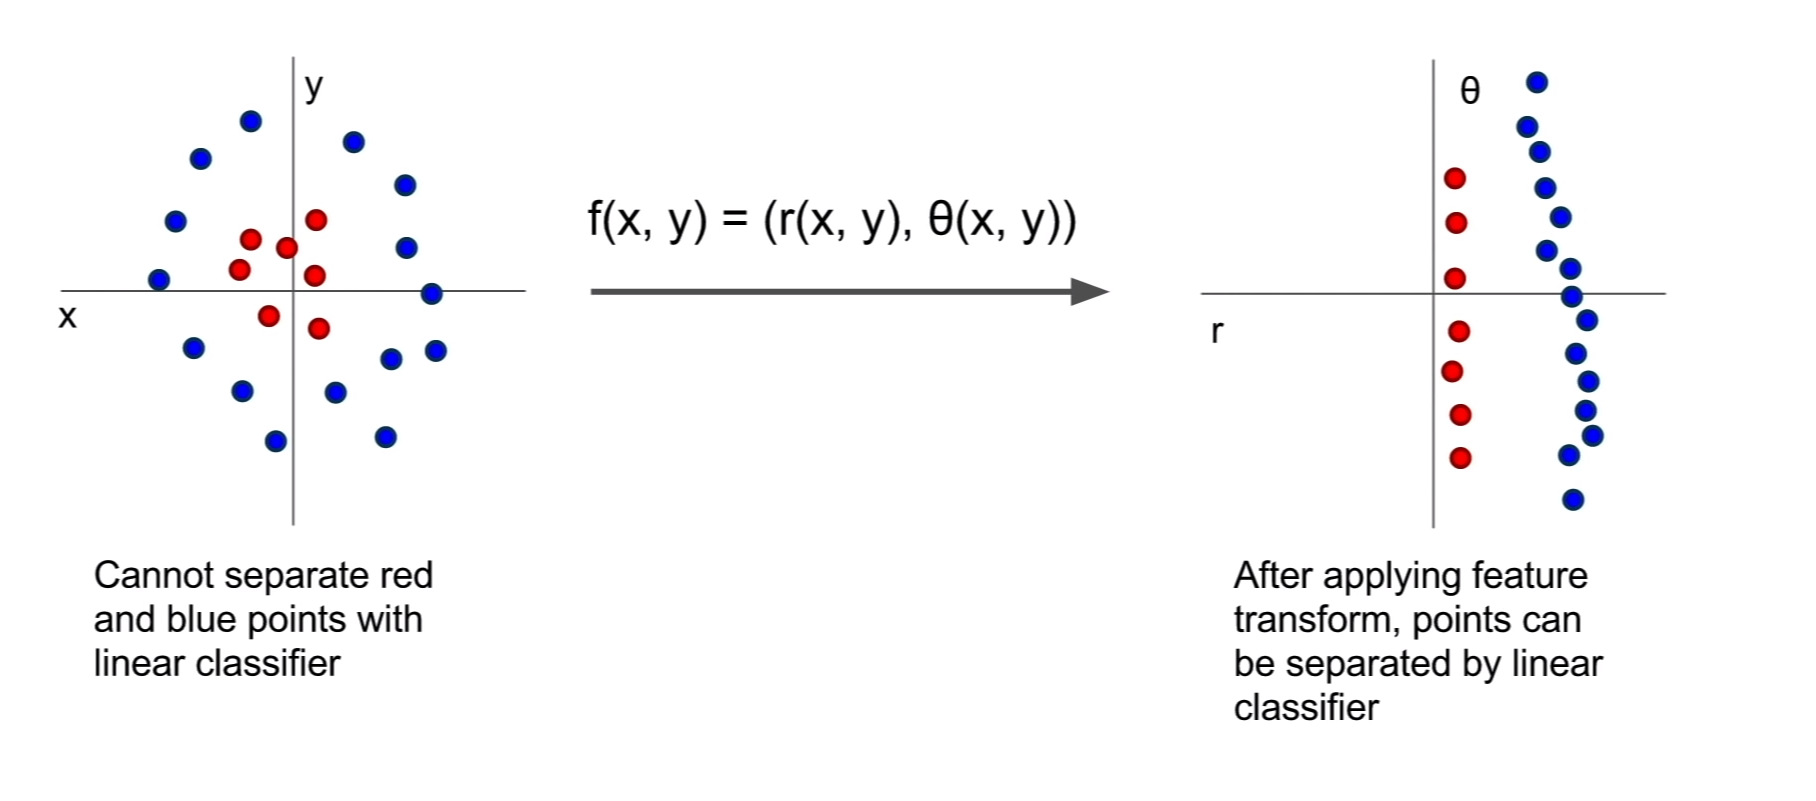 y
x
Cannot separate red
and blue points with
linear classifier
f(x, y) = (r(x, y), θ(x, y))
θ
r
After applying feature
transform, points can
be separated by linear
classifier